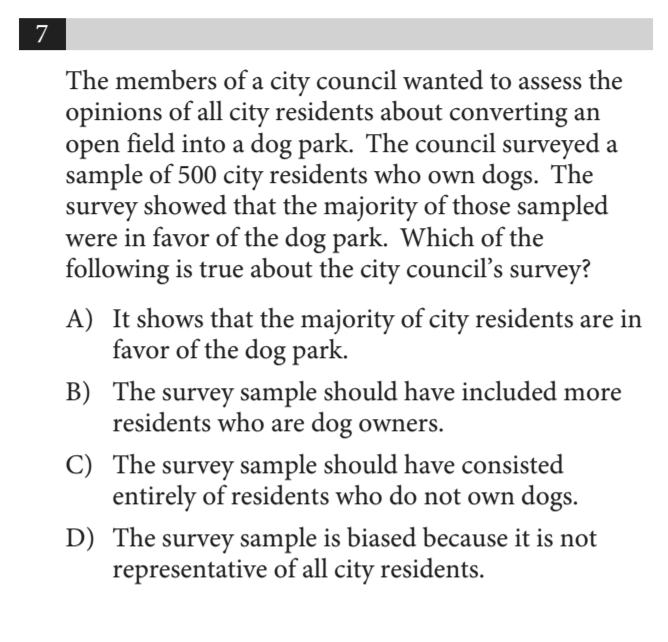 7
The members of a city council wanted to assess the
opinions of all city residents about converting an
open field into a dog park. The council surveyed a
sample of 500 city residents who own dogs. The
survey showed that the majority of those sampled
were in favor of the dog park. Which of the
following is true about the city council’s survey?
A) It shows that the majority of city residents are in
favor of the dog park.
B) The survey sample should have included more
residents who are dog owners.
C) The survey sample should have consisted
entirely of residents who do not own dogs.
D) The survey sample is biased because it is not
representative of all city residents.